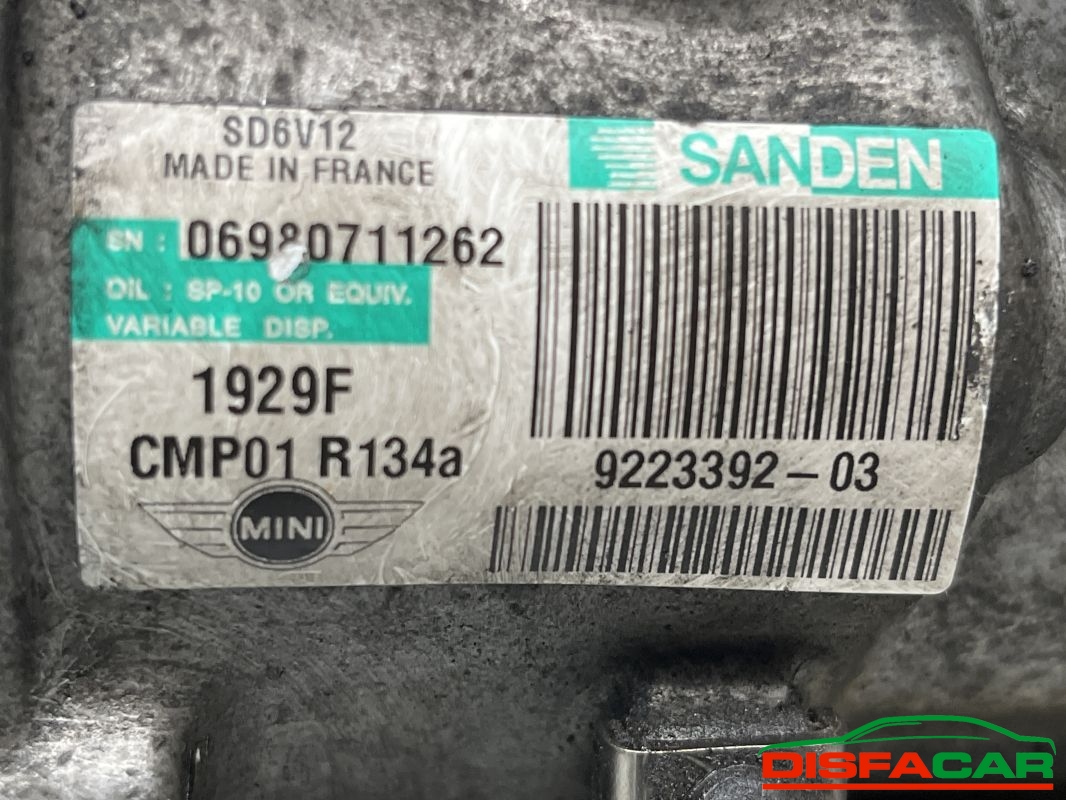 SD6V12
MADE IN FRANCE
SANDEN
SN : 06980711262
OIL : SP-10 OR EQUIV.
VARIABLE DISP.
1929F
CMP01 R134a
9223392-03
MINI
DISFACAR